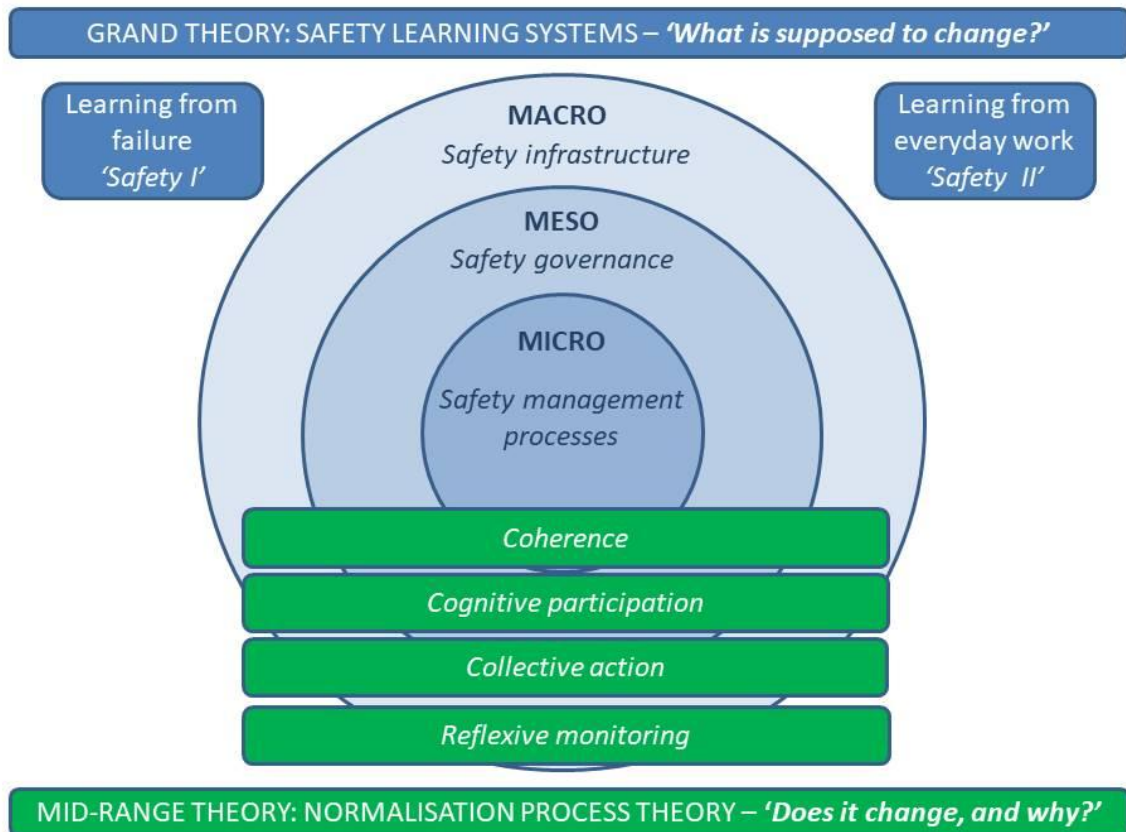 GRAND THEORY: SAFETY LEARNING SYSTEMS – ‘What is supposed to change?’
Learning from
failure
‘Safety I’
MACRO
Safety infrastructure
Learning from
everyday work
‘Safety II’
MESO
Safety governance
MICRO
Safety management
processes
Coherence
Cognitive participation
Collective action
Reflexive monitoring
MID-RANGE THEORY: NORMALISATION PROCESS THEORY – ‘Does it change, and why?’